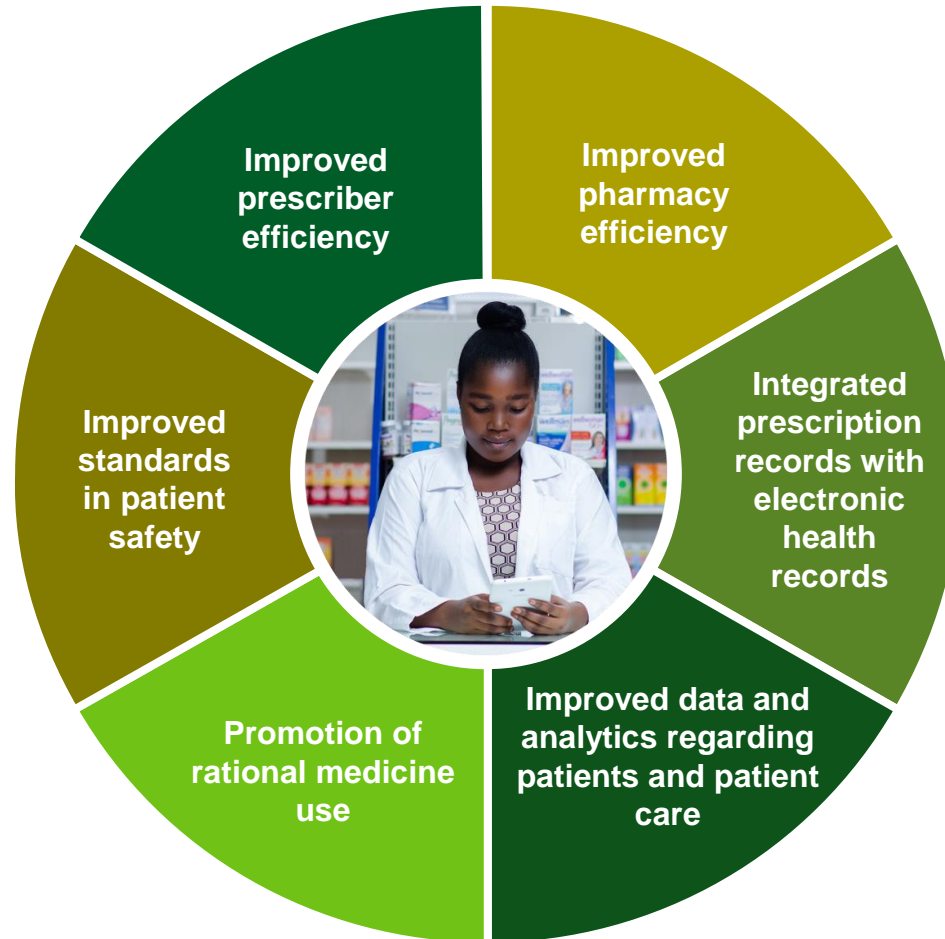 Improved
prescriber
efficiency
Improved
pharmacy
efficiency
Integrated
prescription
records with
electronic
health
records
Improved data and
analytics regarding
patients and patient
care
Promotion of
rational medicine
use
Improved
standards
in patient
safety